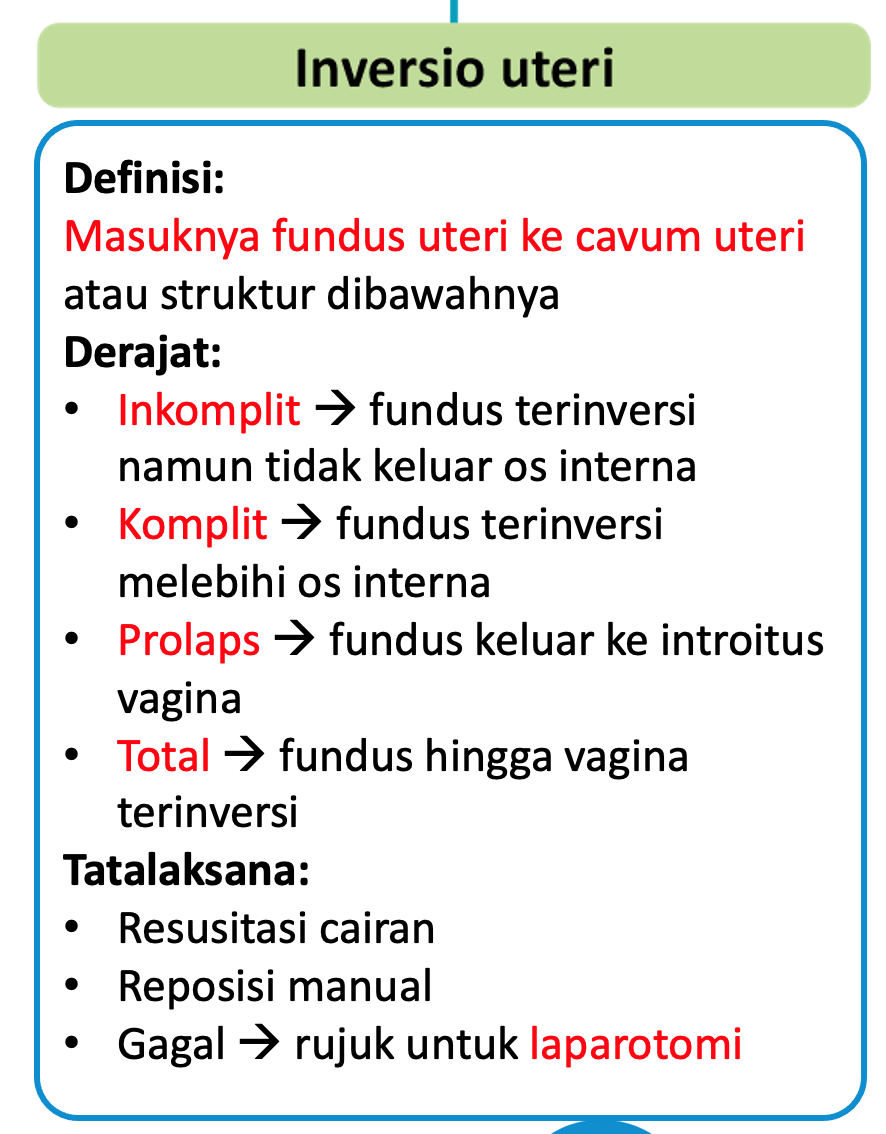 Inversio uteri
Definisi:
Masuknya fundus uteri ke cavum uteri
atau struktur dibawahnya
Derajat:
• Inkomplit → fundus terinversi
namun tidak keluar os interna
• Komplit → fundus terinversi
melebihi os interna
• Prolaps → fundus keluar ke introitus
vagina
• Total → fundus hingga vagina
terinversi
Tatalaksana:
• Resusitasi cairan
• Reposisi manual
• Gagal → rujuk untuk laparotomi